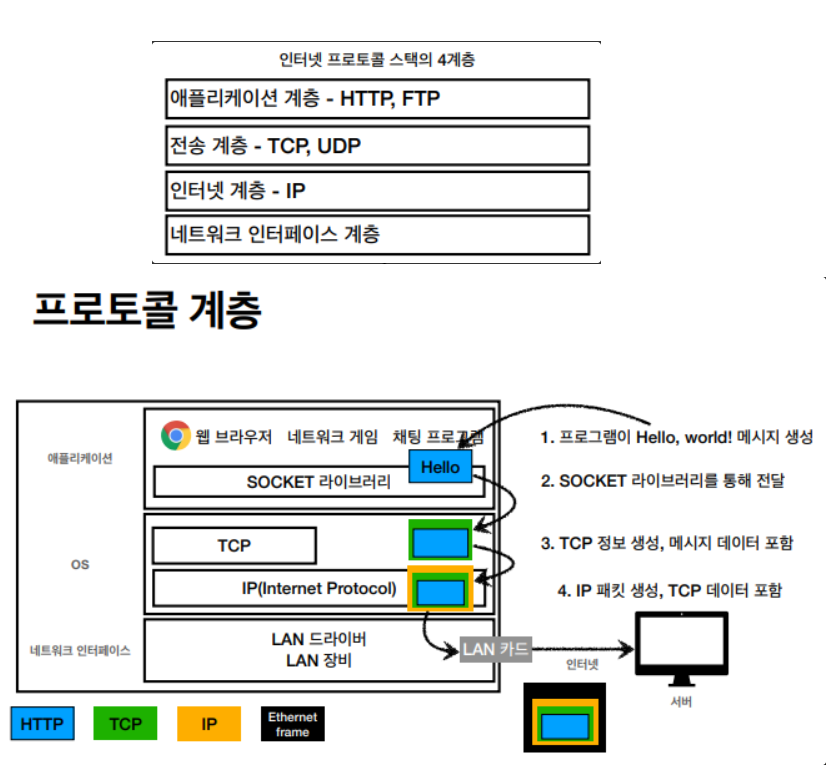 인터넷 프로토콜 스택의 4계층
애플리케이션 계층 - HTTP, FTP
전송 계층 - TCP, UDP
인터넷 계층 - IP
네트워크 인터페이스 계층
프로토콜 계층
애플리케이션
웹 브라우저 네트워크 게임 채팅 프로그램
Hello
SOCKET 라이브러리
1. 프로그램이 Hello, world! 메시지 생성
2. SOCKET 라이브러리를 통해 전달
OS
TCP
3. TCP 정보 생성, 메시지 데이터 포함
IP(Internet Protocol)
4. IP 패킷 생성, TCP 데이터 포함
네트워크 인터페이스
LAN 드라이버
LAN 장비
LAN 카드
인터넷
서버
HTTP
TCP
IP
Ethernet
frame